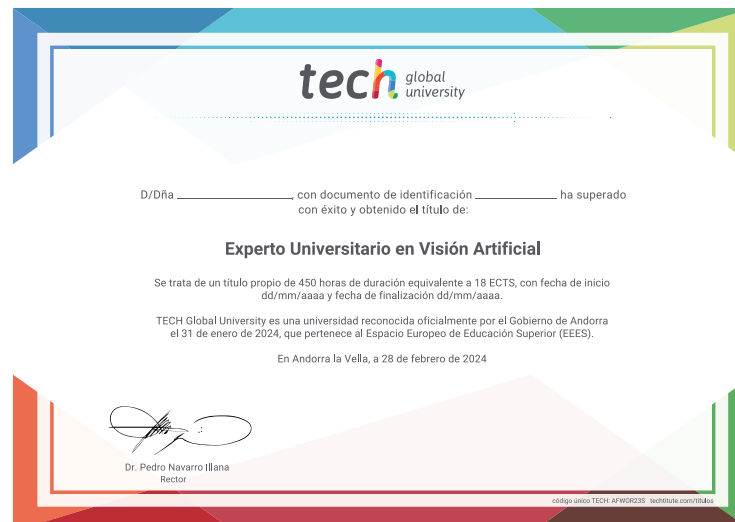 tech global university
D/Dña ____________________, con documento de identificación ______________ ha superado
con éxito y obtenido el título de:
Experto Universitario en Visión Artificial
Se trata de un título propio de 450 horas de duración equivalente a 18 ECTS, con fecha de inicio
dd/mm/aaaa y fecha de finalización dd/mm/aaaa.
TECH Global University es una universidad reconocida oficialmente por el Gobierno de Andorra
el 31 de enero de 2024, que pertenece al Espacio Europeo de Educación Superior (EEES).
En Andorra la Vella, a 28 de febrero de 2024
Dr. Pedro Navarro Illana
Rector
código único TECH: AFWOR23S techtitute.com/titulos